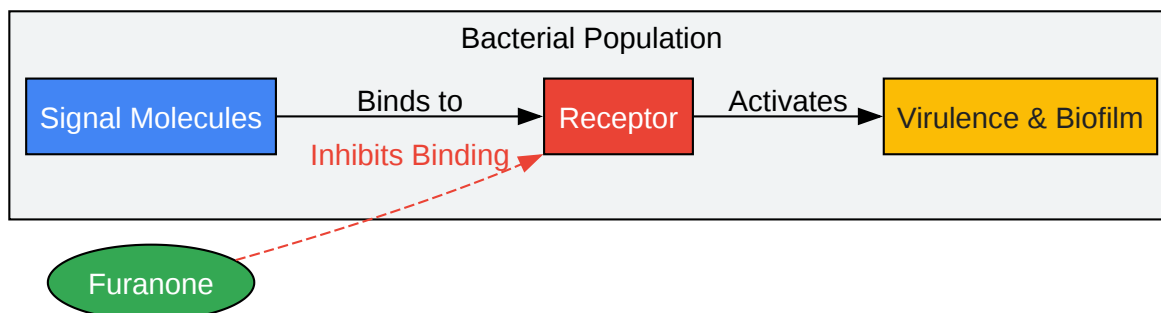 Bacterial Population
Signal Molecules
Binds to
Receptor
Activates
Virulence & Biofilm
Inhibits Binding
Furanone